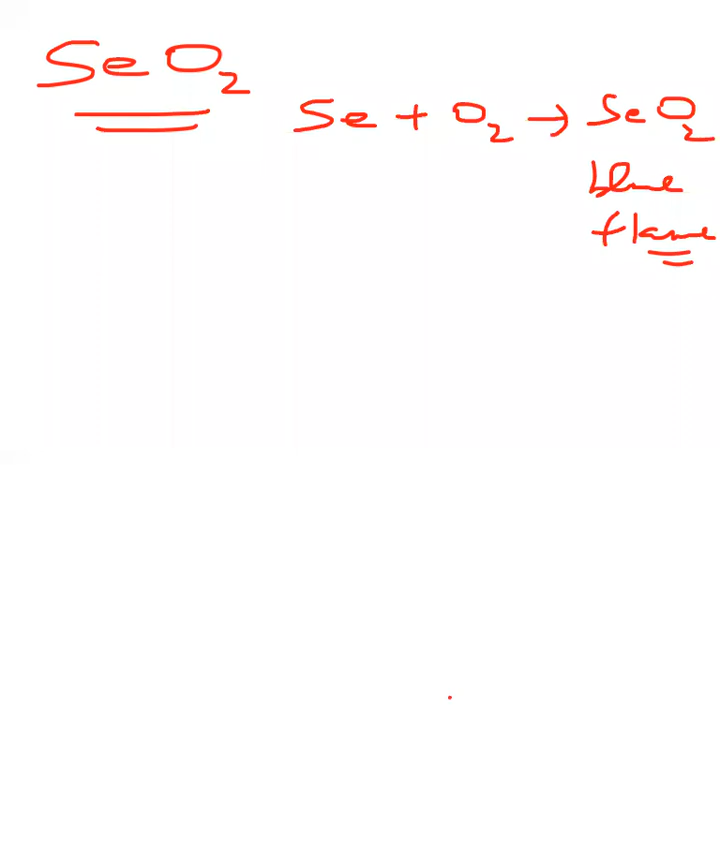 SeO₂
Se + O₂ → SeO₂
blue
flame